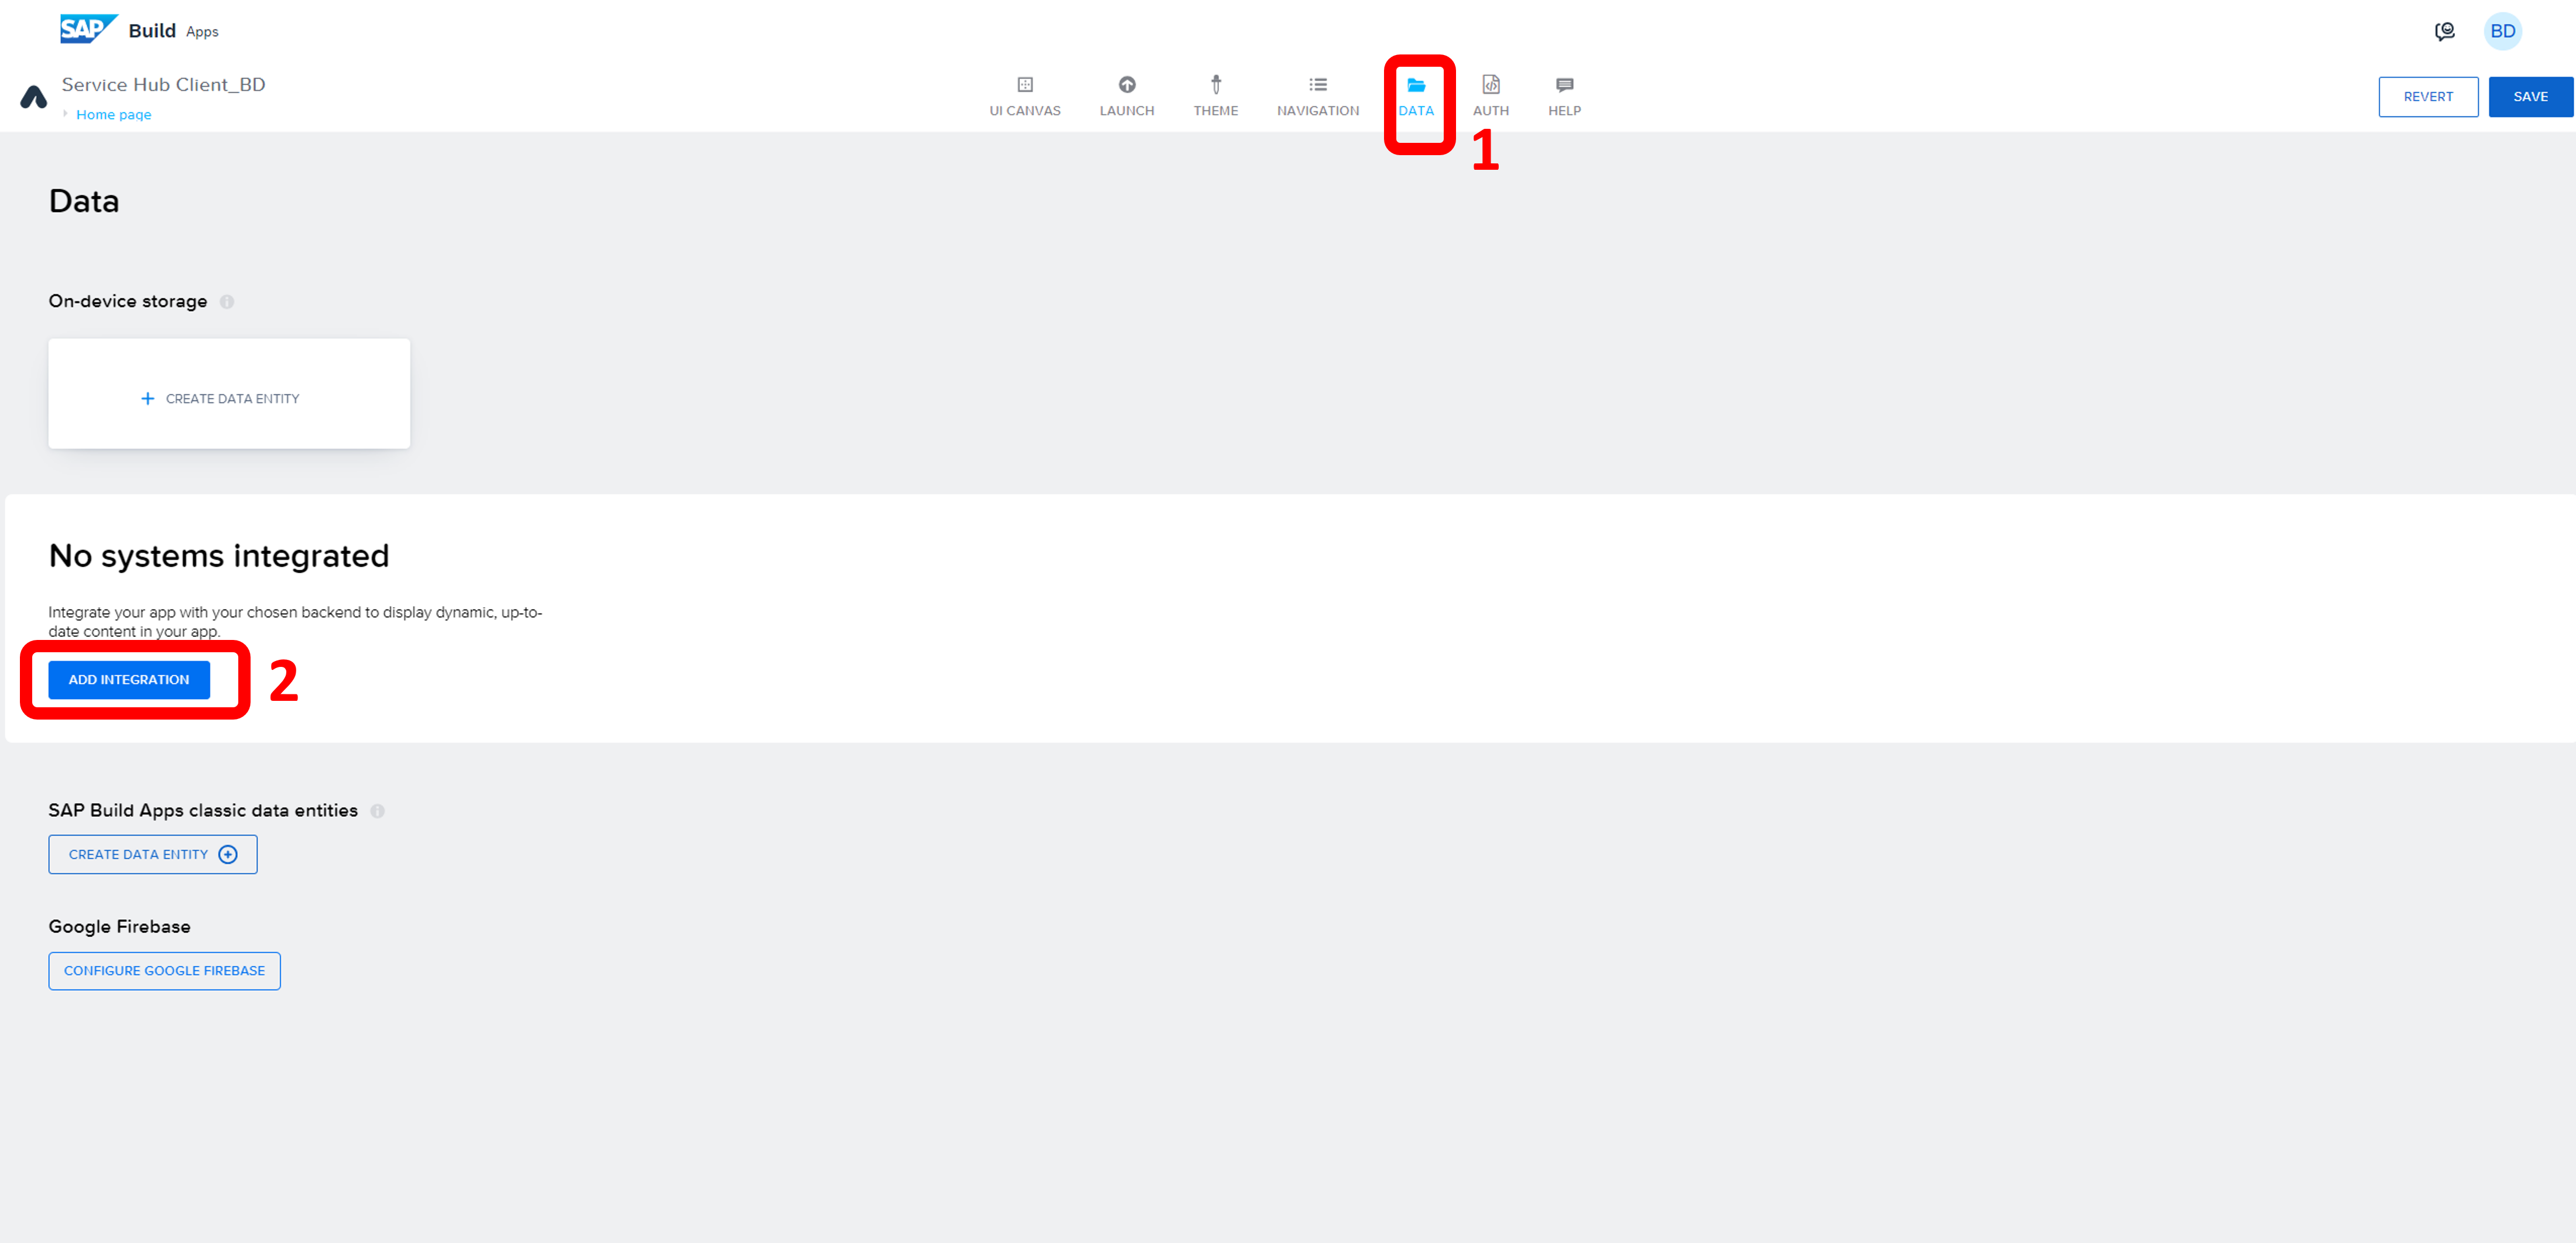 SAP Build Apps
BD
Service Hub Client_BD
Home page
UI CANVAS LAUNCH THEME NAVIGATION DATA AUTH HELP
REVERT SAVE
1
Data
On-device storage
+ CREATE DATA ENTITY
No systems integrated
Integrate your app with your chosen backend to display dynamic, up-to-
date content in your app.
ADD INTEGRATION
2
SAP Build Apps classic data entities
CREATE DATA ENTITY
Google Firebase
CONFIGURE GOOGLE FIREBASE